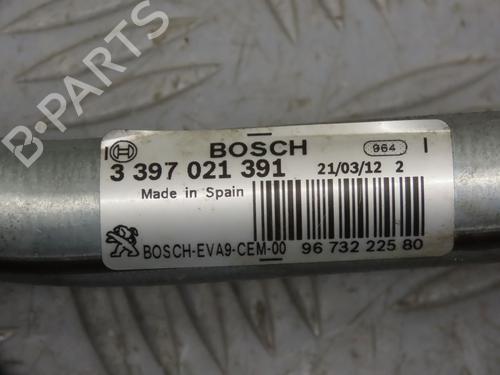 B-PARTS
BOSCH 964
3 397 021 391 21/03/12 2
Made in Spain
BOSCH-EVA9-CEM-00 96 732 225 80